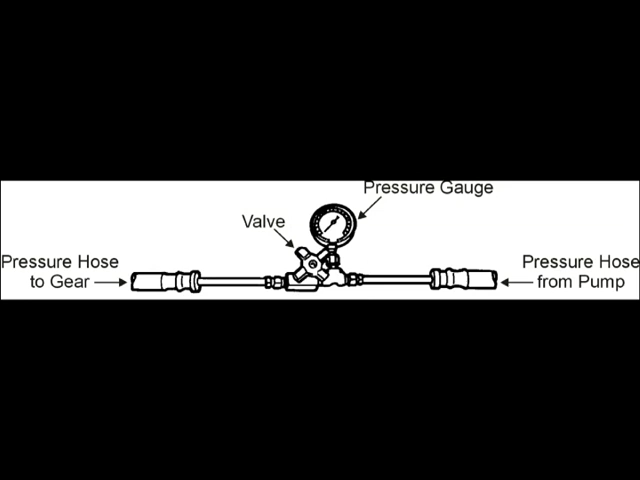 Pressure Gauge
Valve
Pressure Hose
to Gear
Pressure Hose
from Pump